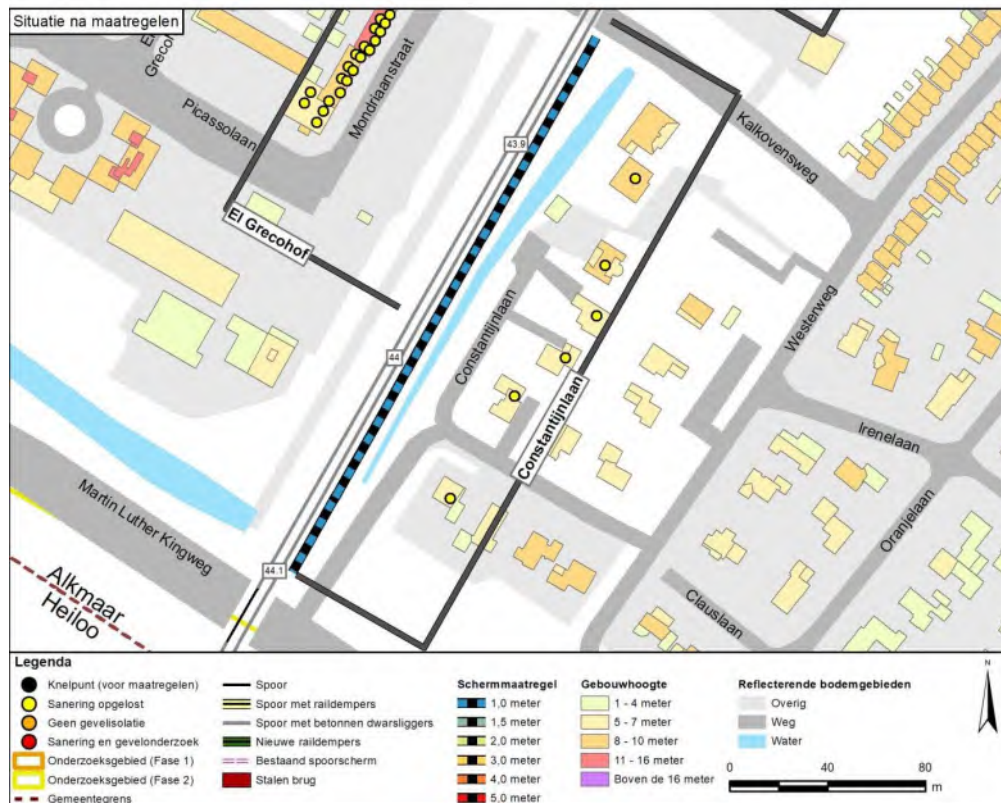 Situatie na maatregelen
El
Grecohof
Picassolaan
Mondriaanstraat
43.9
Kalkovensweg
El Grecohof
Constantijnlaan
Westerweg
44
Constantijnlaan
Irenelaan
Martin Luther Kingweg
Oranjelaan
44.1
Alkmaar
Heiloo
Clauslaan
Legenda
Knelpunt (voor maatregelen)
Sanering opgelost
Geen gevelisolatie
Sanering en gevelonderzoek
Onderzoeksgebied (Fase 1)
Onderzoeksgebied (Fase 2)
Gemeentegrens
Spoor
Spoor met raildempers
Spoor met betonnen dwarsliggers
Nieuwe raildempers
Bestaand spoorscherm
Stalen brug
Schermmaatregel
1,0 meter
1,5 meter
2,0 meter
3,0 meter
4,0 meter
5,0 meter
Gebouwhoogte
1 - 4 meter
5 - 7 meter
8 - 10 meter
11 - 16 meter
Boven de 16 meter
Reflecterende bodemgebieden
Overig
Weg
Water
N
0 40 80
m